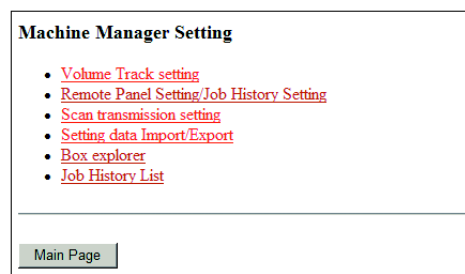 Machine Manager Setting
Volume Track setting
Remote Panel Setting/Job History Setting
Scan transmission setting
Setting data Import/Export
Box explorer
Job History List
Main Page